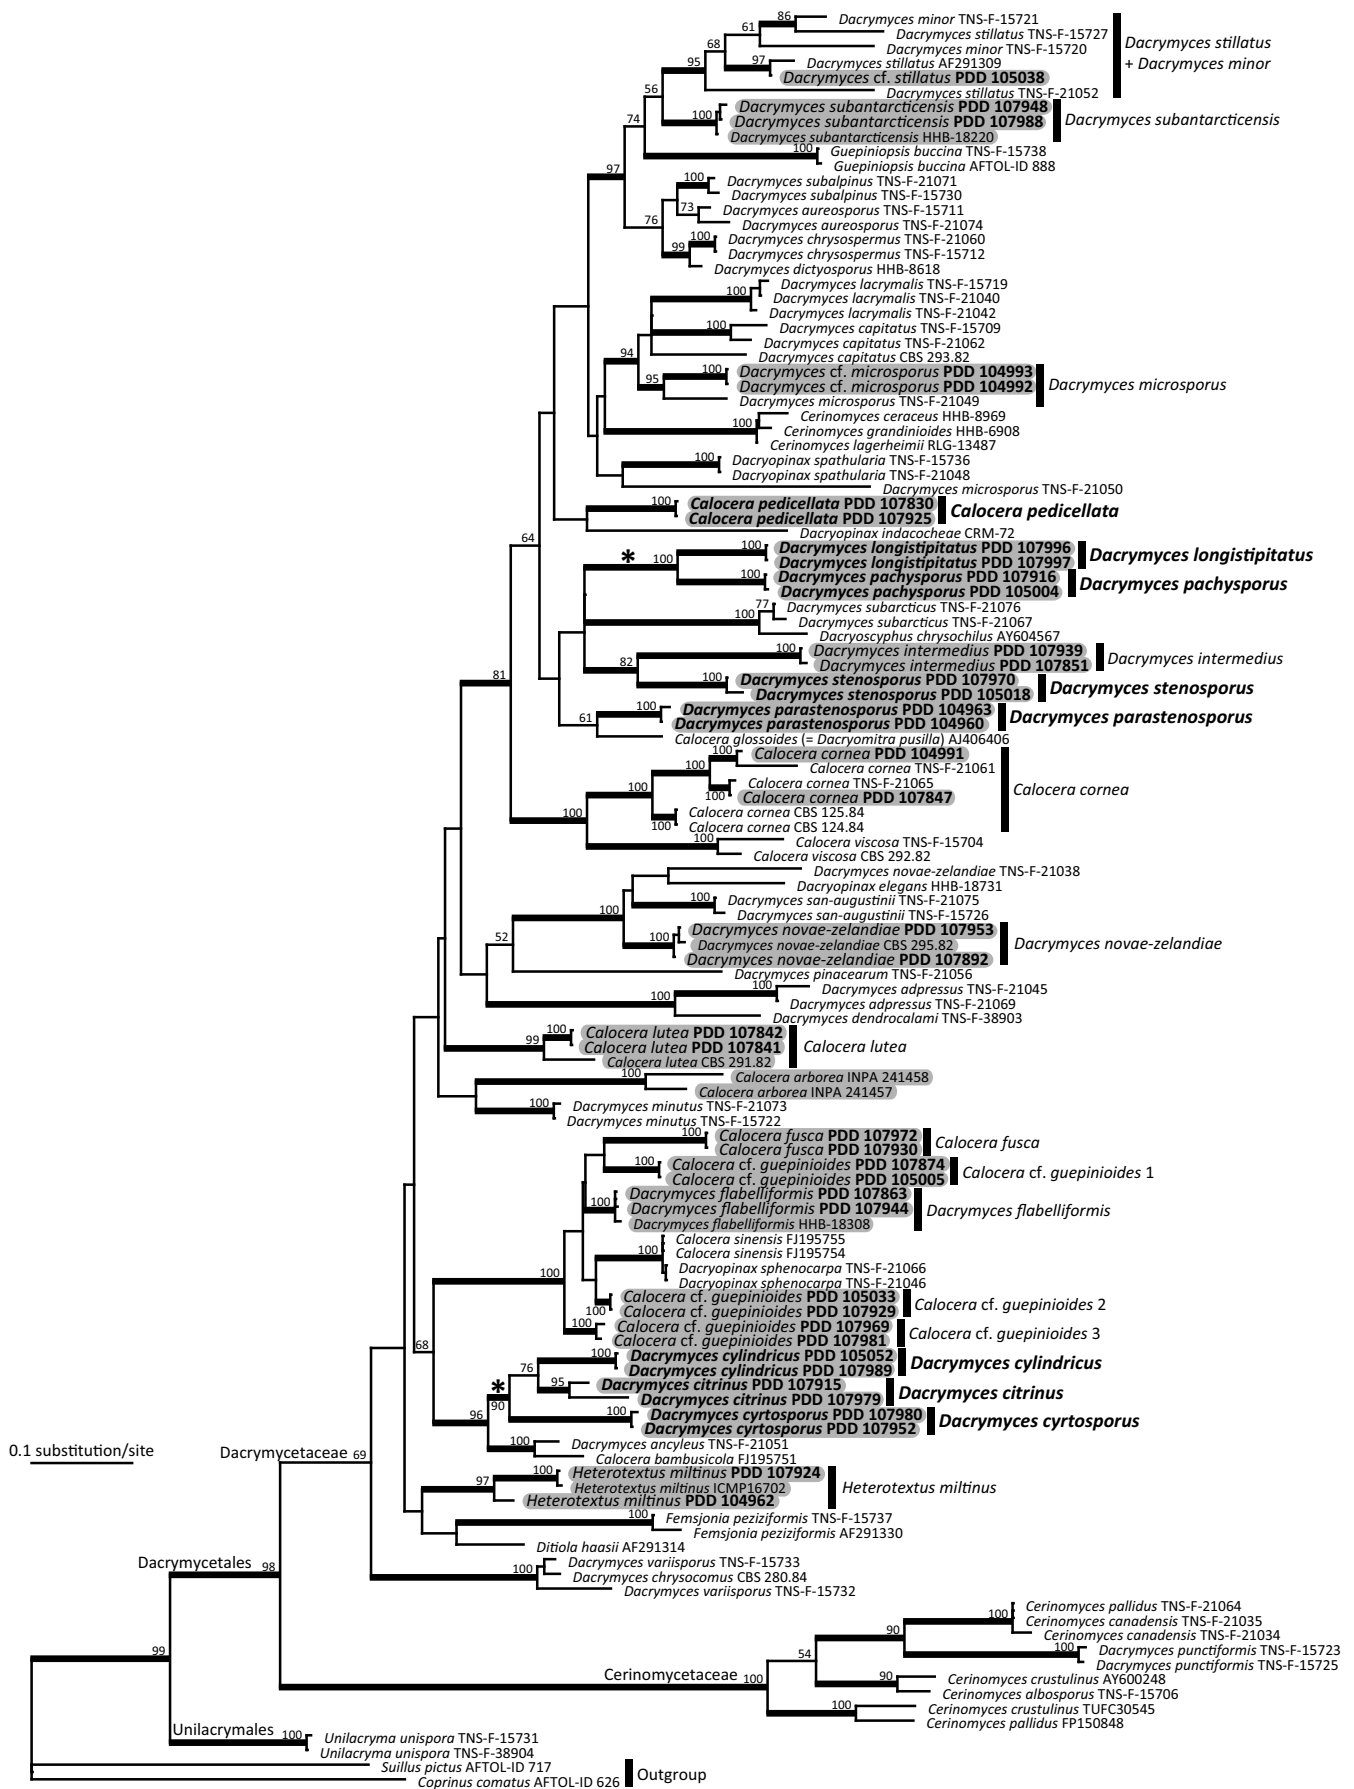 86
Dacrymyces minor TNS-F-15721
61
Dacrymyces stillatus TNS-F-15727
68
Dacrymyces minor TNS-F-15720
Dacrymyces stillatus
+ Dacrymyces minor
95
97
Dacrymyces stillatus AF291309
Dacrymyces cf. stillatus PDD 105038
Dacrymyces stillatus TNS-F-21052
56
100
Dacrymyces subantarcticensis PDD 107948
Dacrymyces subantarcticensis PDD 107988
Dacrymyces subantarcticensis HHB-18220
Dacrymyces subantarcticensis
74
100
Guepiniopsis buccina TNS-F-15738
Guepiniopsis buccina AFTOL-ID 888
97
100
Dacrymyces subalpinus TNS-F-21071
Dacrymyces subalpinus TNS-F-15730
73
Dacrymyces aureosporus TNS-F-15711
Dacrymyces aureosporus TNS-F-21074
76
100
Dacrymyces chrysospermus TNS-F-21060
99
Dacrymyces chrysospermus TNS-F-15712
Dacrymyces dictyosporus HHB-8618
100
Dacrymyces lacrymalis TNS-F-15719
Dacrymyces lacrymalis TNS-F-21040
Dacrymyces lacrymalis TNS-F-21042
100
Dacrymyces capitatus TNS-F-15709
Dacrymyces capitatus TNS-F-21062
Dacrymyces capitatus CBS 293.82
94
100
95
Dacrymyces cf. microsporus PDD 104993
Dacrymyces cf. microsporus PDD 104992
Dacrymyces microsporus TNS-F-21049
Dacrymyces microsporus
100
Cerinomyces ceraceus HHB-8969
Cerinomyces grandinioides HHB-6908
Cerinomyces lagerheimii RLG-13487
100
Dacryopinax spathularia TNS-F-15736
Dacryopinax spathularia TNS-F-21048
Dacrymyces microsporus TNS-F-21050
100
Calocera pedicellata PDD 107830
Calocera pedicellata PDD 107925
Calocera pedicellata
Dacryopinax indacocheae CRM-72
64
*
100
100
Dacrymyces longistipitatus PDD 107996
Dacrymyces longistipitatus PDD 107997
Dacrymyces longistipitatus
100
Dacrymyces pachysporus PDD 107916
Dacrymyces pachysporus PDD 105004
Dacrymyces pachysporus
77
100
Dacrymyces subarcticus TNS-F-21076
Dacrymyces subarcticus TNS-F-21067
Dacryoscyphus chrysochilus AY604567
82
100
Dacrymyces intermedius PDD 107939
Dacrymyces intermedius PDD 107851
Dacrymyces intermedius
100
Dacrymyces stenosporus PDD 107970
Dacrymyces stenosporus PDD 105018
Dacrymyces stenosporus
61
100
Dacrymyces parastenosporus PDD 104963
Dacrymyces parastenosporus PDD 104960
Dacrymyces parastenosporus
Calocera glossoides (= Dacryomitra pusilla) AJ406406
81
100
100
100
100
Calocera cornea PDD 104991
Calocera cornea TNS-F-21061
Calocera cornea TNS-F-21065
100
Calocera cornea PDD 107847
Calocera cornea
100
Calocera cornea CBS 125.84
Calocera cornea CBS 124.84
100
Calocera viscosa TNS-F-15704
Calocera viscosa CBS 292.82
Dacrymyces novae-zelandiae TNS-F-21038
Dacryopinax elegans HHB-18731
100
100
Dacrymyces san-augustinii TNS-F-21075
Dacrymyces san-augustinii TNS-F-15726
52
100
Dacrymyces novae-zelandiae PDD 107953
Dacrymyces novae-zelandiae CBS 295.82
Dacrymyces novae-zelandiae PDD 107892
Dacrymyces novae-zelandiae
Dacrymyces pinacearum TNS-F-21056
100
100
Dacrymyces adpressus TNS-F-21045
Dacrymyces adpressus TNS-F-21069
Dacrymyces dendrocalami TNS-F-38903
99
100
Calocera lutea PDD 107842
Calocera lutea PDD 107841
Calocera lutea CBS 291.82
Calocera lutea
100
Calocera arborea INPA 241458
Calocera arborea INPA 241457
100
Dacrymyces minutus TNS-F-21073
Dacrymyces minutus TNS-F-15722
100
Calocera fusca PDD 107972
Calocera fusca PDD 107930
Calocera fusca
100
Calocera cf. guepinioides PDD 107874
Calocera cf. guepinioides PDD 105005
Calocera cf. guepinioides 1
100
Dacrymyces flabelliformis PDD 107863
Dacrymyces flabelliformis PDD 107944
Dacrymyces flabelliformis HHB-18308
Dacrymyces flabelliformis
100
100
Calocera sinensis FJ195755
Calocera sinensis FJ195754
Dacryopinax sphenocarpa TNS-F-21066
Dacryopinax sphenocarpa TNS-F-21046
100
Calocera cf. guepinioides PDD 105033
Calocera cf. guepinioides PDD 107929
Calocera cf. guepinioides 2
100
Calocera cf. guepinioides PDD 107969
Calocera cf. guepinioides PDD 107981
Calocera cf. guepinioides 3
68
76
100
Dacrymyces cylindricus PDD 105052
Dacrymyces cylindricus PDD 107989
Dacrymyces cylindricus
*
90
95
Dacrymyces citrinus PDD 107915
Dacrymyces citrinus PDD 107979
Dacrymyces citrinus
96
100
Dacrymyces cyrtosporus PDD 107980
Dacrymyces cyrtosporus PDD 107952
Dacrymyces cyrtosporus
100
Dacrymyces ancyleus TNS-F-21051
Calocera bambusicola FJ195751
0.1 substitution/site
Dacrymycetaceae 69
97
100
Heterotextus miltinus PDD 107924
Heterotextus miltinus ICMP16702
Heterotextus miltinus PDD 104962
Heterotextus miltinus
100
Femsjonia peziziformis TNS-F-15737
Femsjonia peziziformis AF291330
Ditiola haasii AF291314
Dacrymycetales 98
100
Dacrymyces variisporus TNS-F-15733
Dacrymyces chrysocomus CBS 280.84
Dacrymyces variisporus TNS-F-15732
99
Cerinomycetaceae 100
54
90
100
Cerinomyces pallidus TNS-F-21064
Cerinomyces canadensis TNS-F-21035
Cerinomyces canadensis TNS-F-21034
100
Dacrymyces punctiformis TNS-F-15723
Dacrymyces punctiformis TNS-F-15725
90
Cerinomyces crustulinus AY600248
Cerinomyces albosporus TNS-F-15706
100
Cerinomyces crustulinus TUFC30545
Cerinomyces pallidus FP150848
Unilacrymales 100
Unilacryma unispora TNS-F-15731
Unilacryma unispora TNS-F-38904
Suillus pictus AFTOL-ID 717
Coprinus comatus AFTOL-ID 626
Outgroup